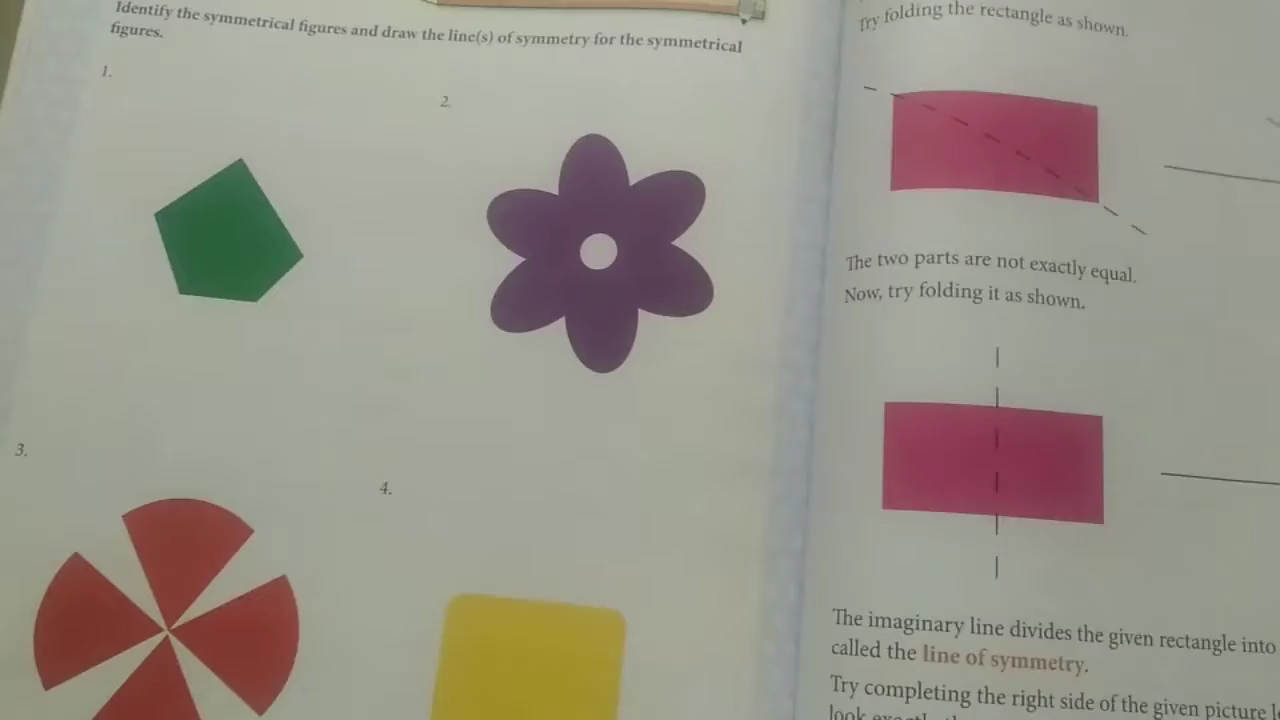 Identify the symmetrical figures and draw the line(s) of symmetry for the symmetrical
figures.
1.
2.
3.
4.
Try folding the rectangle as shown.
The two parts are not exactly equal.
Now, try folding it as shown.
The imaginary line divides the given rectangle into
called the line of symmetry.
Try completing the right side of the given picture
look